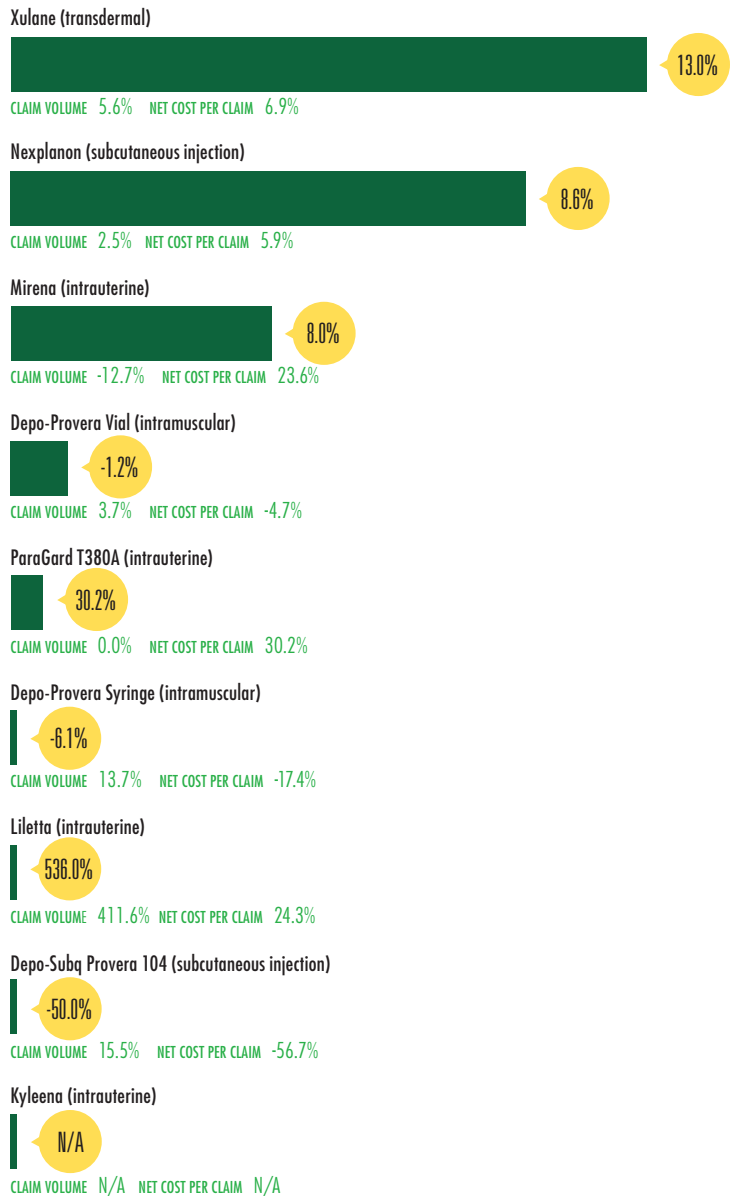 Xulane (transdermal)
13.0%
CLAIM VOLUME 5.6% NET COST PER CLAIM 6.9%
Nexplanon (subcutaneous injection)
8.6%
CLAIM VOLUME 2.5% NET COST PER CLAIM 5.9%
Mirena (intrauterine)
8.0%
CLAIM VOLUME -12.7% NET COST PER CLAIM 23.6%
Depo-Provera Vial (intramuscular)
-1.2%
CLAIM VOLUME 3.7% NET COST PER CLAIM -4.7%
ParaGard T380A (intrauterine)
30.2%
CLAIM VOLUME 0.0% NET COST PER CLAIM 30.2%
Depo-Provera Syringe (intramuscular)
-6.1%
CLAIM VOLUME 13.7% NET COST PER CLAIM -17.4%
Liletta (intrauterine)
536.0%
CLAIM VOLUME 411.6% NET COST PER CLAIM 24.3%
Depo-Subq Provera 104 (subcutaneous injection)
-50.0%
CLAIM VOLUME 15.5% NET COST PER CLAIM -56.7%
Kyleena (intrauterine)
N/A
CLAIM VOLUME N/A NET COST PER CLAIM N/A